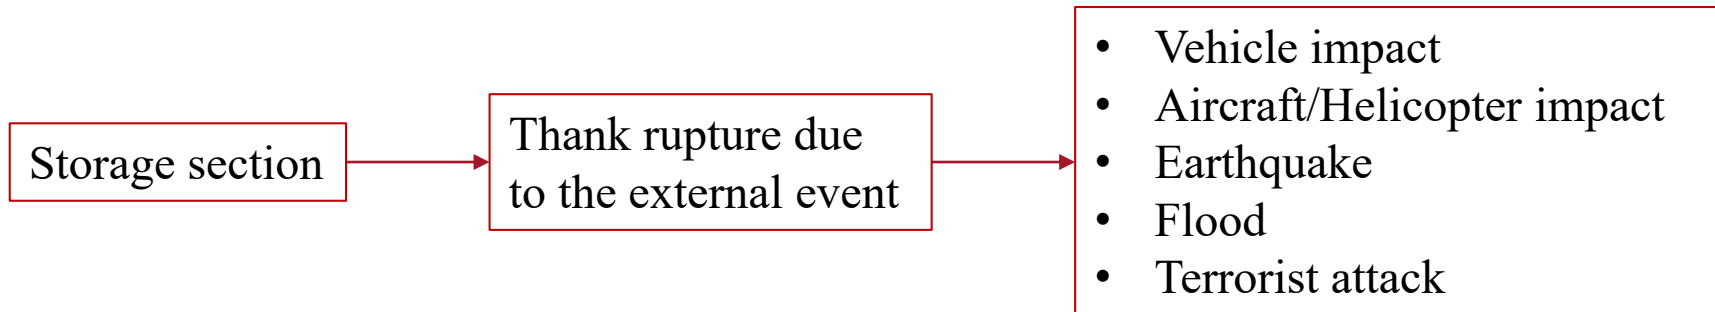 Storage section
Thank rupture due
to the external event
• Vehicle impact
• Aircraft/Helicopter impact
• Earthquake
• Flood
• Terrorist attack